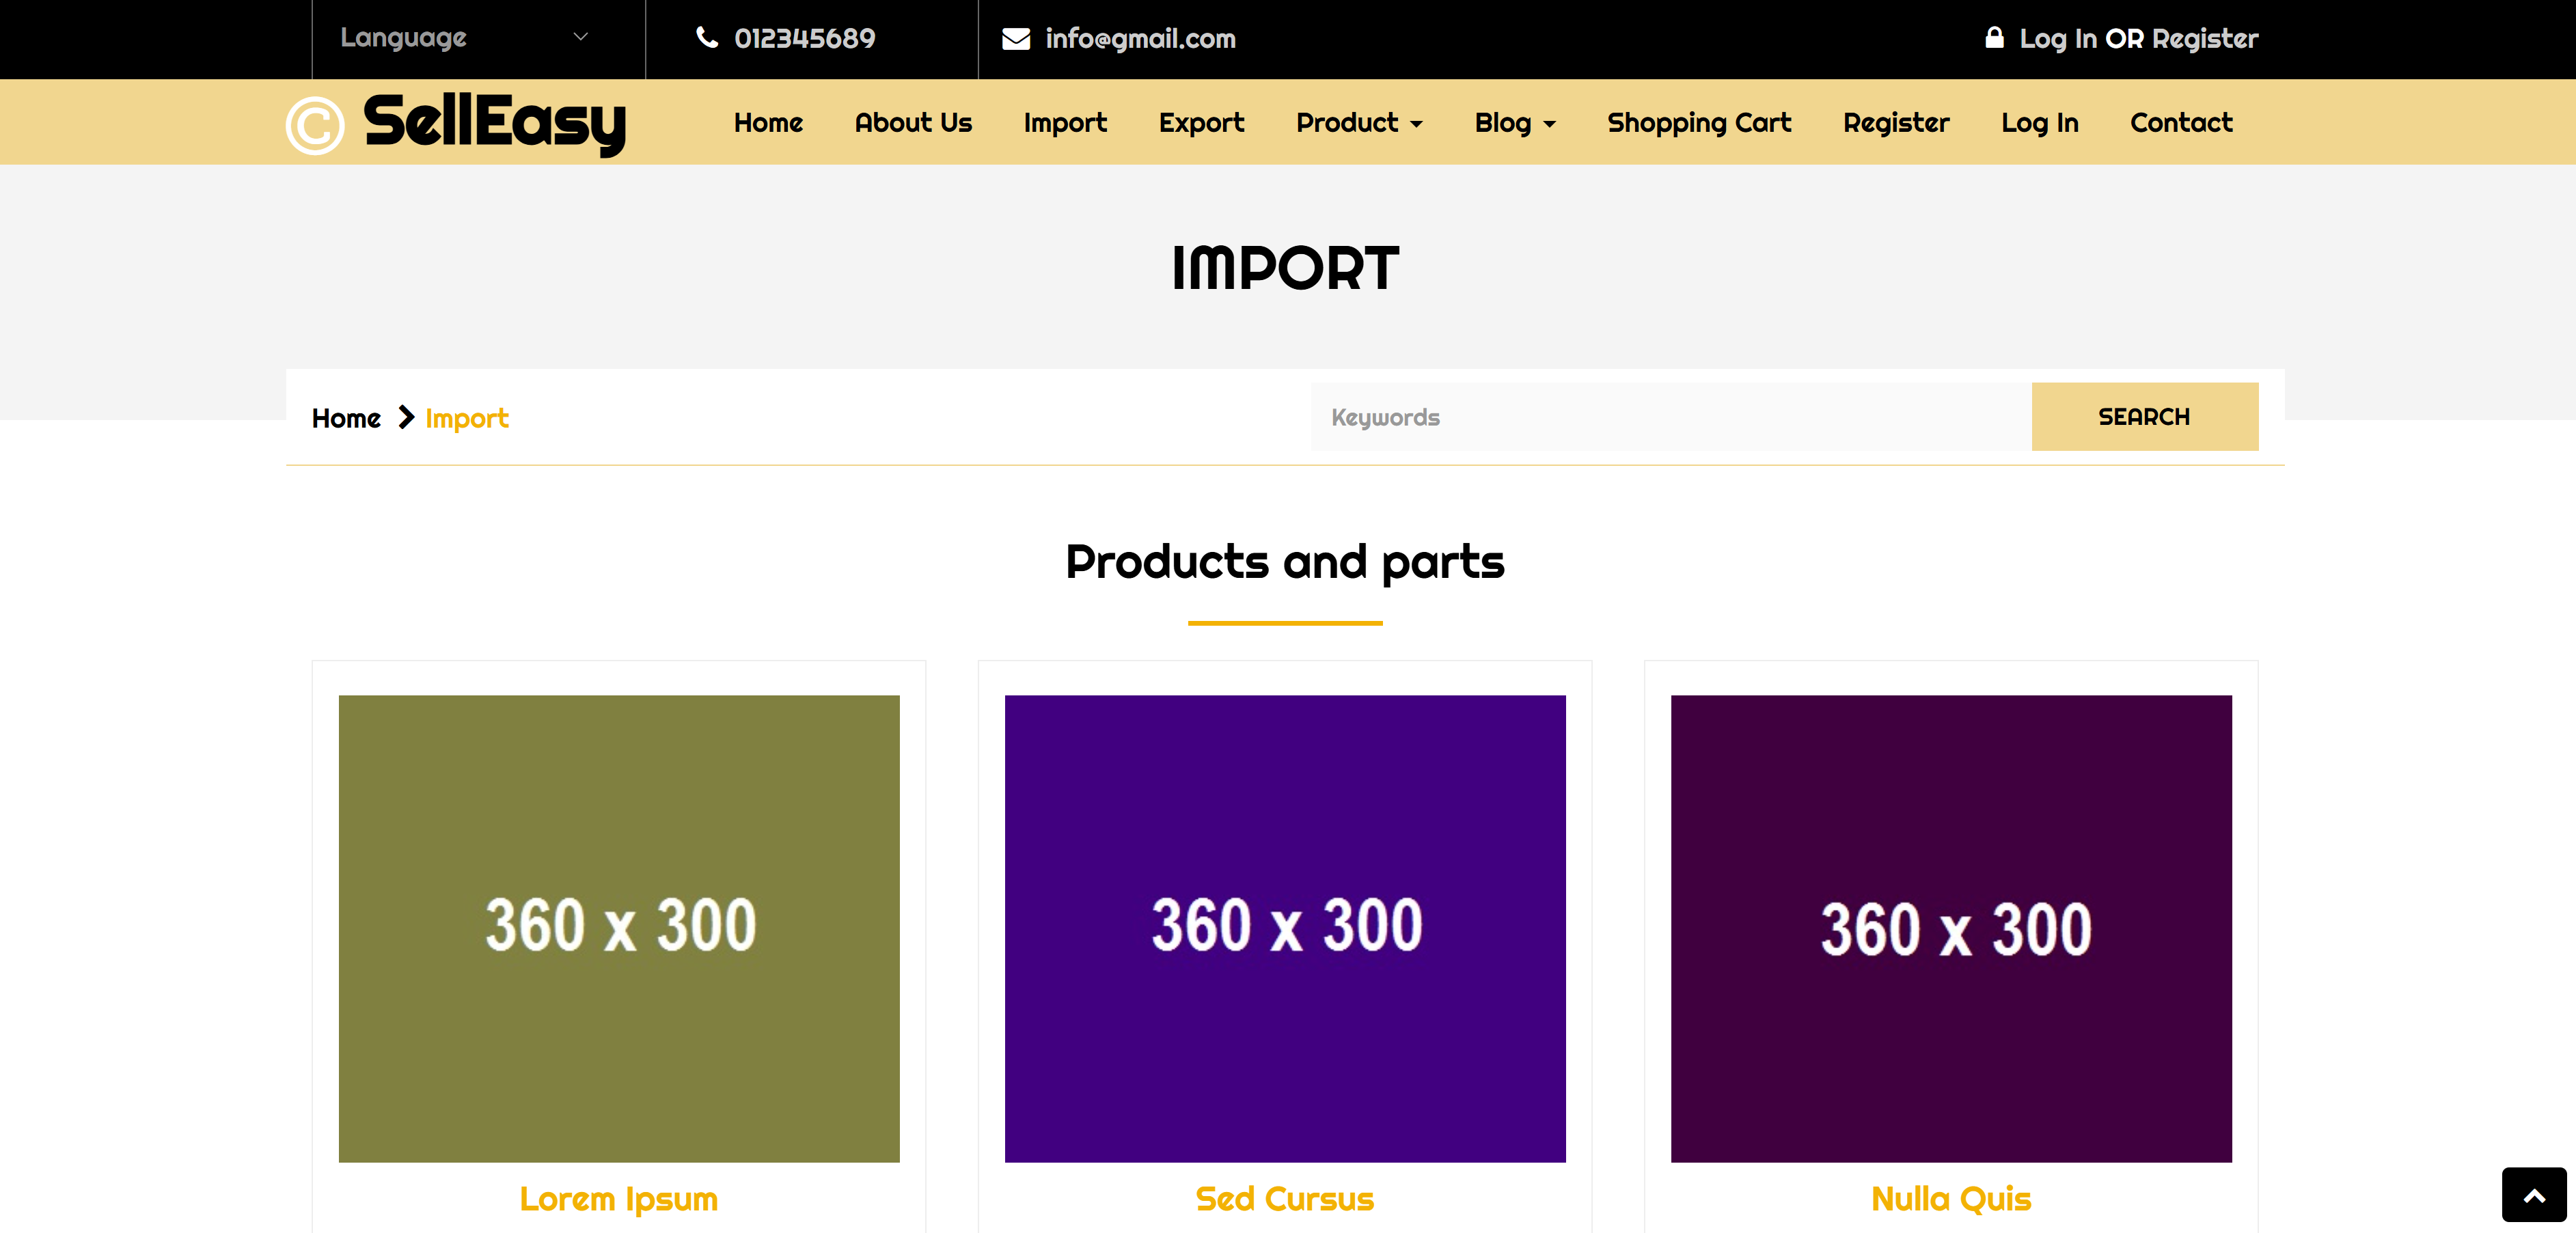 Language 012345689 info@gmail.com Log In OR Register
© SellEasy Home About Us Import Export Product Blog Shopping Cart Register Log In Contact
IMPORT
Home Import Keywords SEARCH
Products and parts
360 x 300 360 x 300 360 x 300
Lorem Ipsum Sed Cursus Nulla Quis